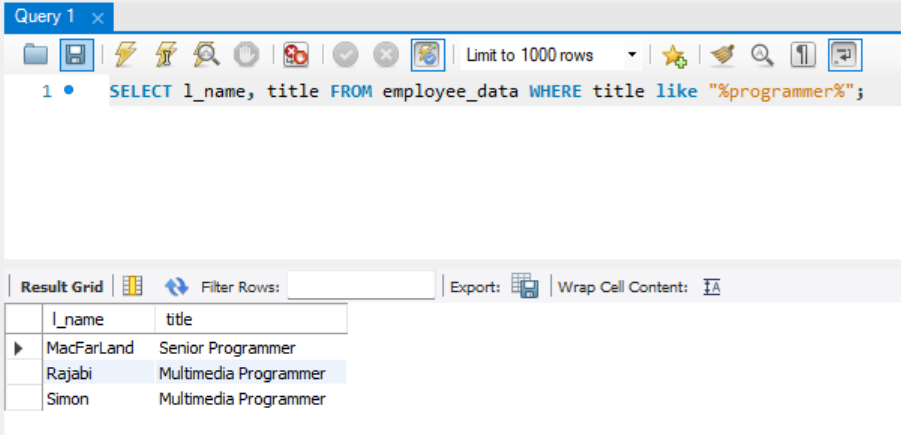 Query 1
Limit to 1000 rows
1 SELECT l_name, title FROM employee_data WHERE title like "%programmer%";
Result Grid Filter Rows: Export: Wrap Cell Content:
l_name title
MacFarLand Senior Programmer
Rajabi Multimedia Programmer
Simon Multimedia Programmer